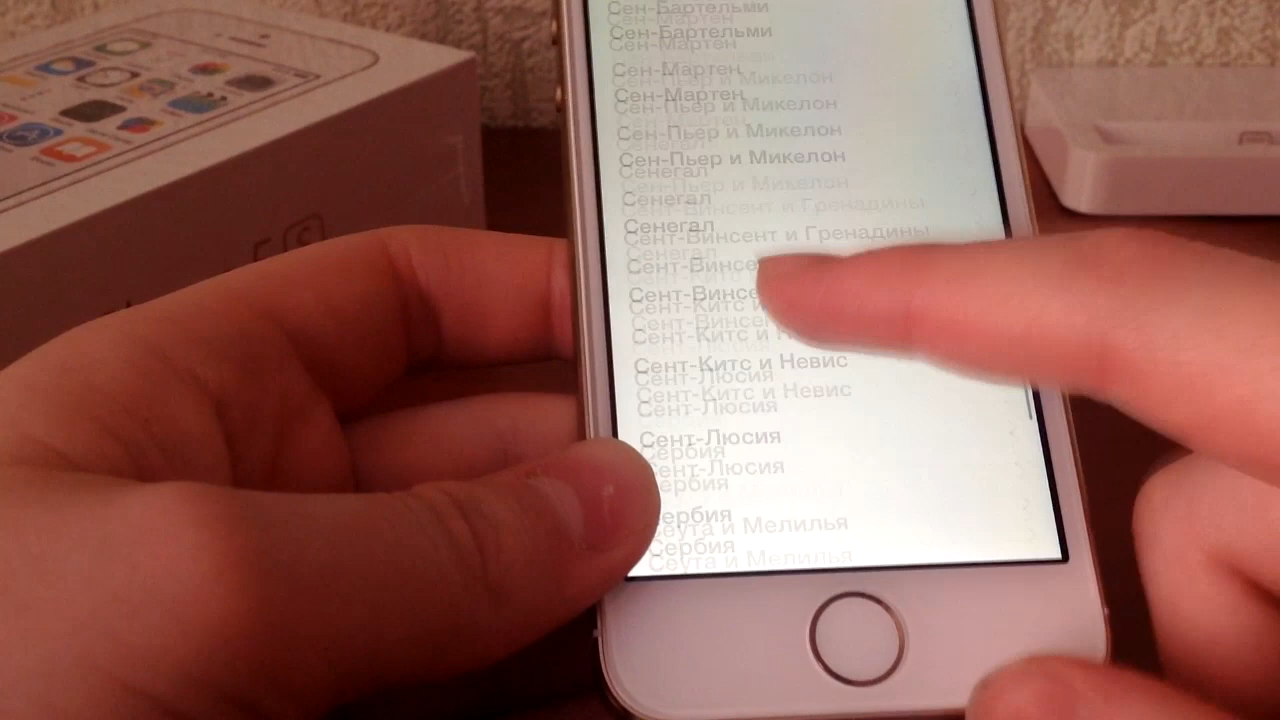 Сен-Бартельми
Сен-Мартен
Сен-Пьер и Микелон
Сенегал
Сент-Винсент и Гренадины
Сент-Китс и Невис
Сент-Люсия
Сербия
Сеута и Мелилья
5s